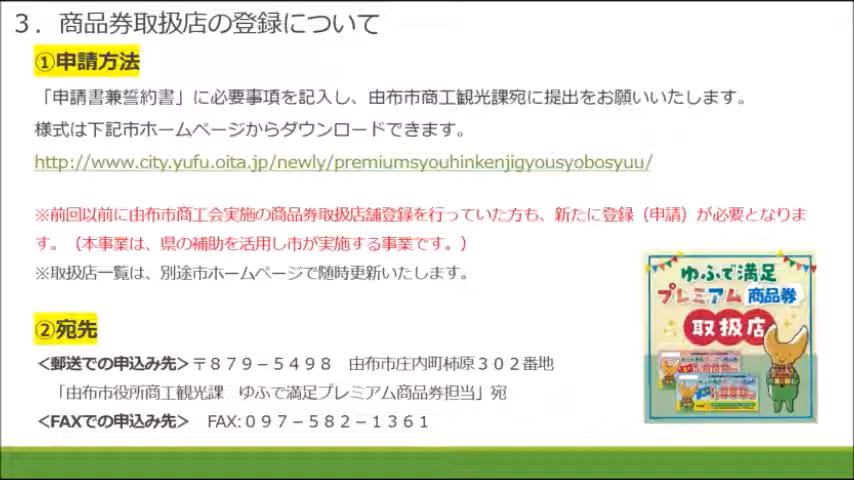 ３．商品券取扱店の登録について
①申請方法
「申請書兼誓約書」に必要事項を記入し、由布市商工観光課宛に提出をお願いいたします。
様式は下記市ホームページからダウンロードできます。
http://www.city.yufu.oita.jp/newly/premiumsyouhinkenjigyousyobosyuu/
※前回以前に由布市商工会実施の商品券取扱店舗登録を行っていた方も、新たに登録（申請）が必要となりま
す。（本事業は、県の補助を活用し市が実施する事業です。）
※取扱店一覧は、別途市ホームページで随時更新いたします。
ゆふで満足
プレミアム商品券
取扱店
②宛先
<郵送での申込み先>〒８７９－５４９８　由布市庄内町柿原３０２番地
「由布市役所商工観光課　ゆふで満足プレミアム商品券担当」宛
<FAXでの申込み先>　FAX:０９７－５８２－１３６１